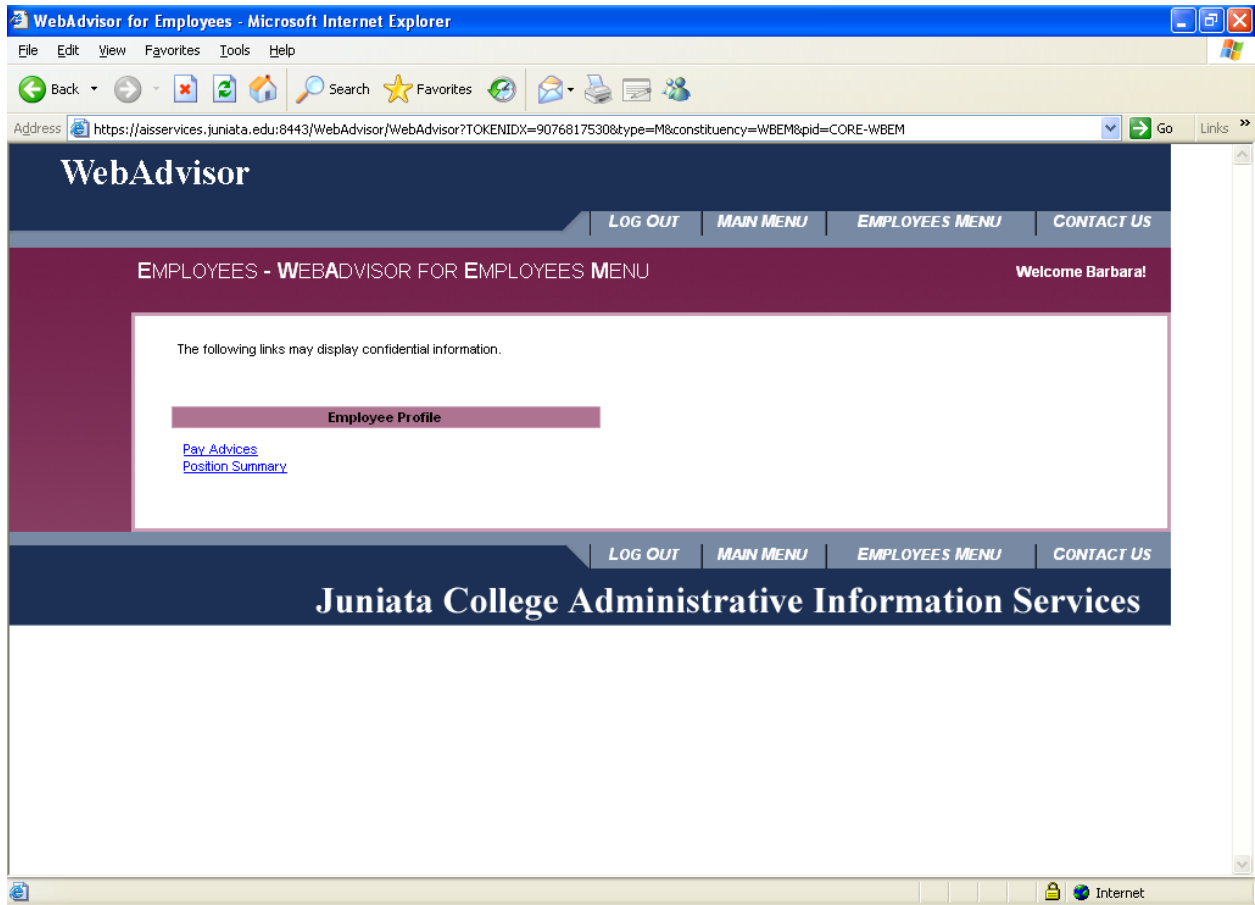 WebAdvisor for Employees - Microsoft Internet Explorer
File Edit View Favorites Tools Help
Back Search Favorites
Address https://aisservices.juniata.edu:8443/WebAdvisor/WebAdvisor?TOKENIDX=9076817530&type=M&constituency=WBEM&pid=CORE-WBEM Go Links »
WebAdvisor
LOG OUT MAIN MENU EMPLOYEES MENU CONTACT US
EMPLOYEES - WEBADVISOR FOR EMPLOYEES MENU Welcome Barbara!
The following links may display confidential information.
Employee Profile
Pay Advices
Position Summary
LOG OUT MAIN MENU EMPLOYEES MENU CONTACT US
Juniata College Administrative Information Services
Internet